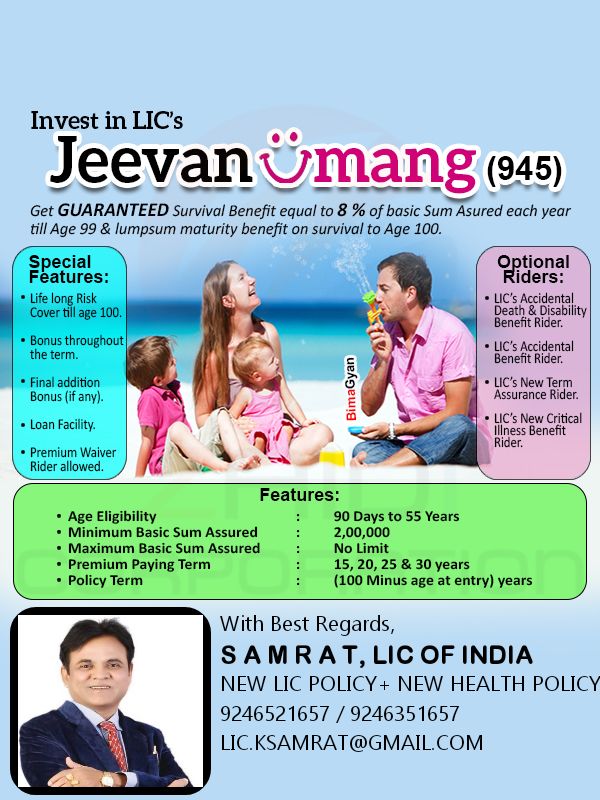 Invest in LIC's
Jeevan Umang (945)
Get GUARANTEED Survival Benefit equal to 8 % of basic Sum Asured each year
till Age 99 & lumpsum maturity benefit on survival to Age 100.
Special
Features:
• Life long Risk
Cover till age 100.
• Bonus throughout
the term.
• Final addition
Bonus (if any).
• Loan Facility.
• Premium Waiver
Rider allowed.
BimaGyan
Optional
Riders:
• LIC's Accidental
Death & Disability
Benefit Rider.
• LIC's Accidental
Benefit Rider.
• LIC's New Term
Assurance Rider.
• LIC's New Critical
Illness Benefit
Rider.
Features:
• Age Eligibility : 90 Days to 55 Years
• Minimum Basic Sum Assured : 2,00,000
• Maximum Basic Sum Assured : No Limit
• Premium Paying Term : 15, 20, 25 & 30 years
• Policy Term : (100 Minus age at entry) years
With Best Regards,
S A M R A T, LIC OF INDIA
NEW LIC POLICY+ NEW HEALTH POLICY
9246521657 / 9246351657
LIC.KSAMRAT@GMAIL.COM